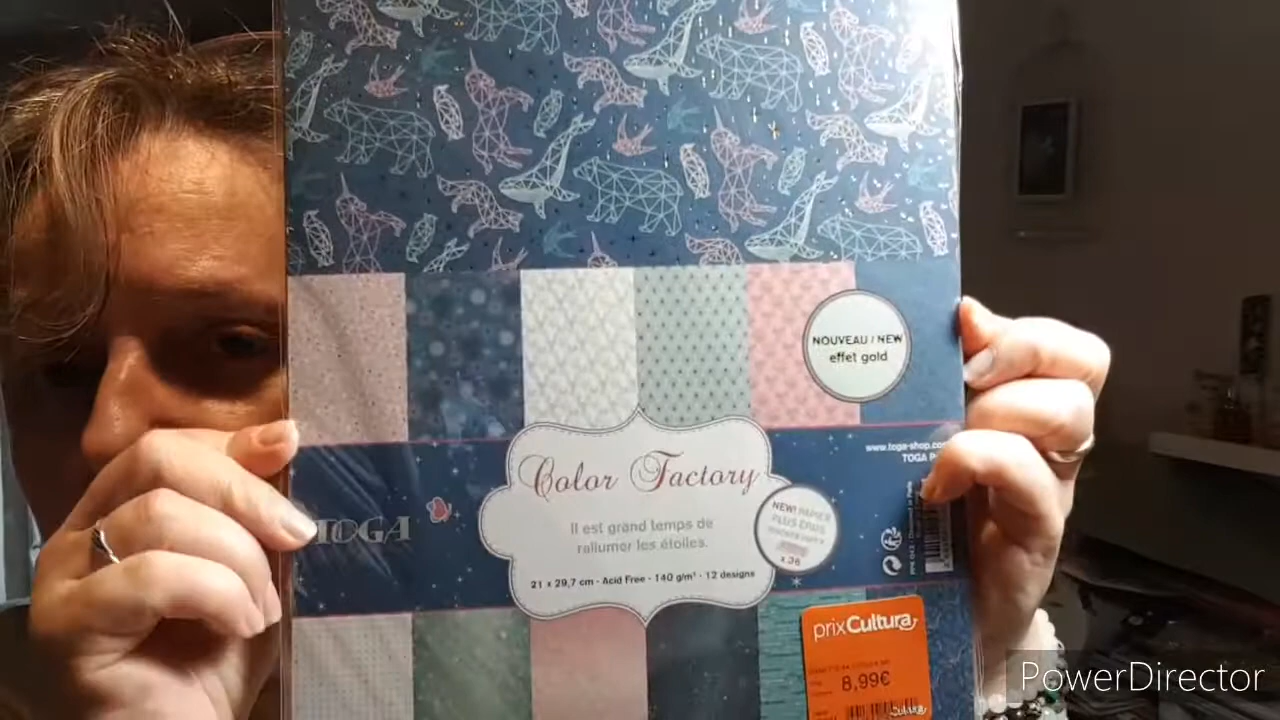 NOUVEAU / NEW
effet gold
www.toga-shop.com
TOGA
Color Factory
TOGA
il est grand temps de
rallumer les étoiles.
NEW! PAPIER
PLUS ÉPAIS
x 36
21 x 29,7 cm - Acid Free - 140 g/m² - 12 designs
prixCultura
8,99€
Cultura
PowerDirector